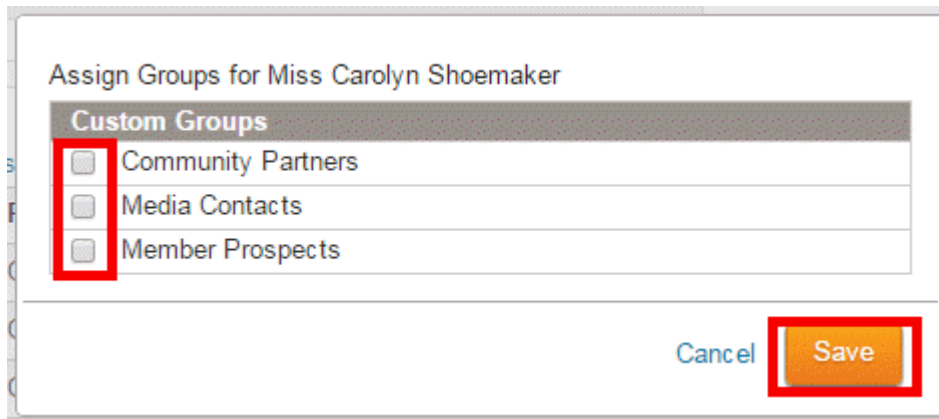 Assign Groups for Miss Carolyn Shoemaker
Custom Groups
Community Partners
Media Contacts
Member Prospects
Cancel Save